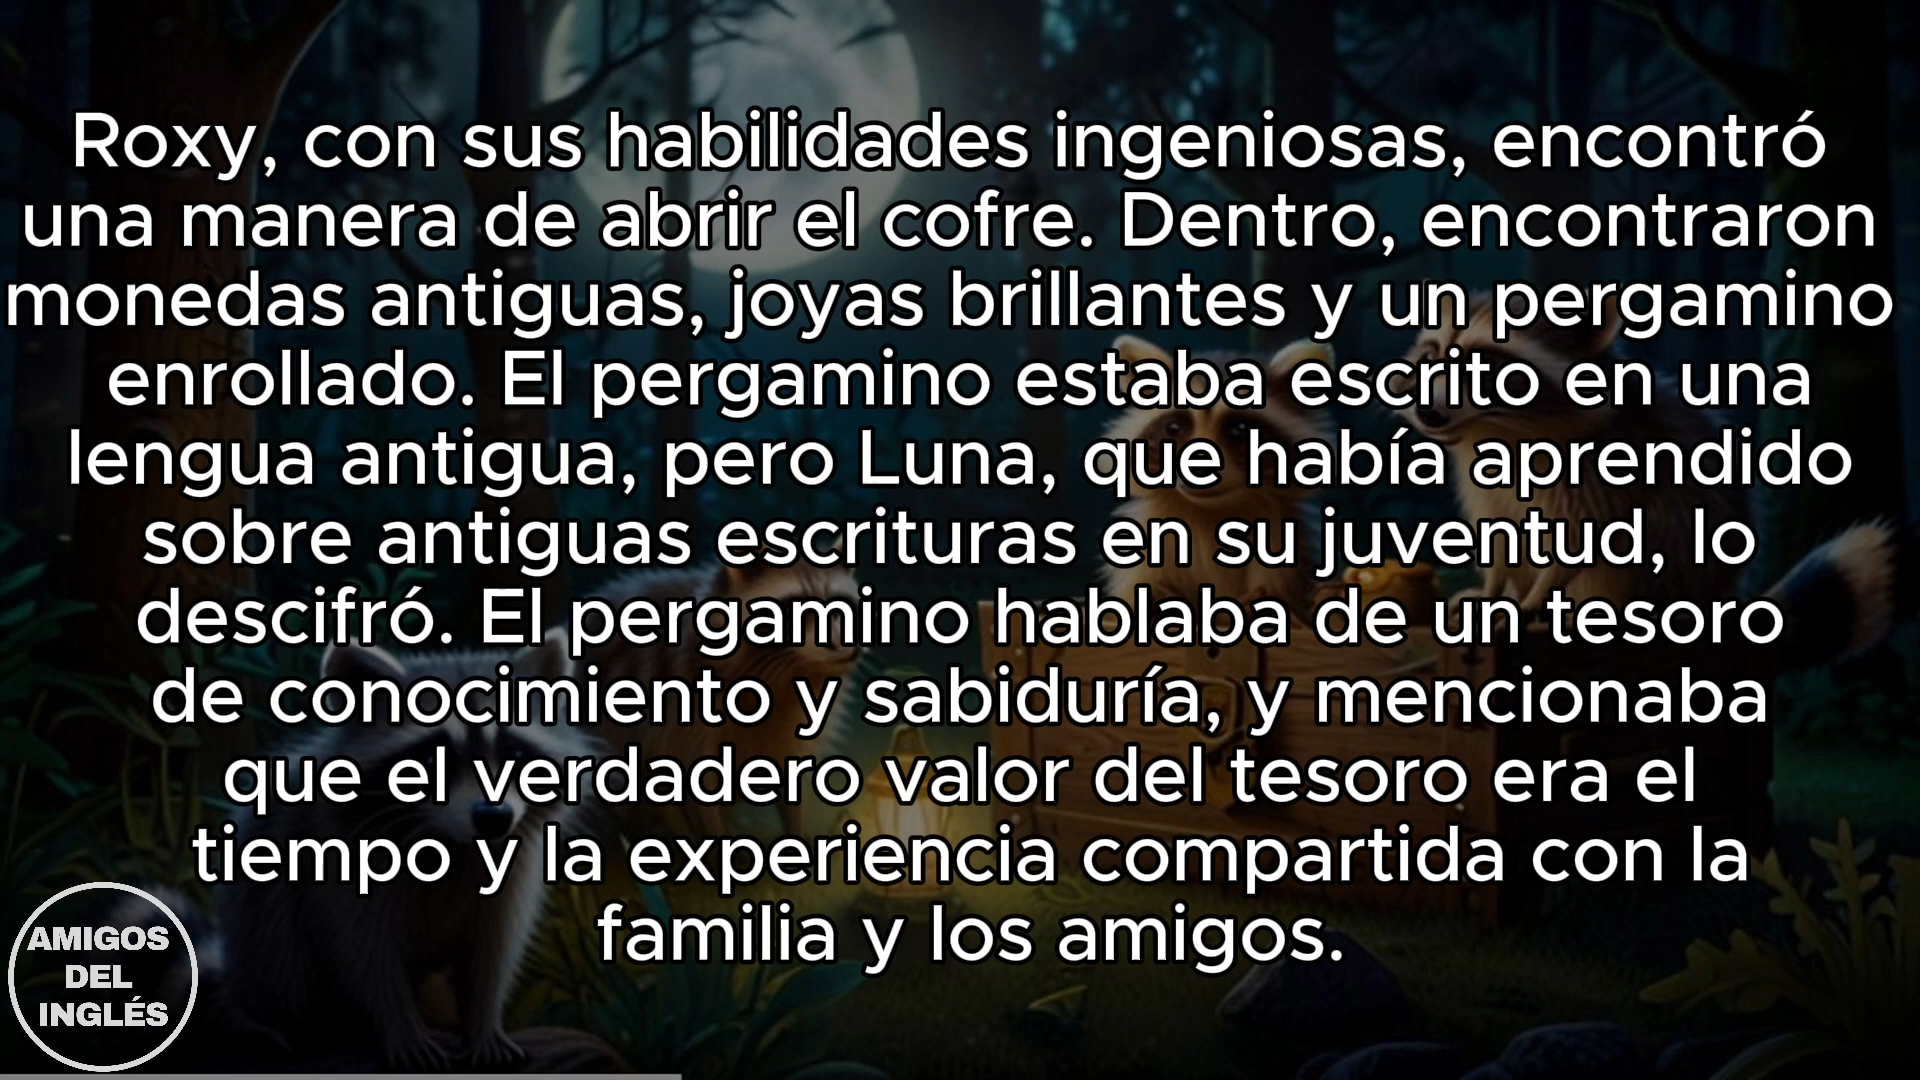 Roxy, con sus habilidades ingeniosas, encontró
una manera de abrir el cofre. Dentro, encontraron
monedas antiguas, joyas brillantes y un pergamino
enrollado. El pergamino estaba escrito en una
lengua antigua, pero Luna, que había aprendido
sobre antiguas escrituras en su juventud, lo
descifró. El pergamino hablaba de un tesoro
de conocimiento y sabiduría, y mencionaba
que el verdadero valor del tesoro era el
tiempo y la experiencia compartida con la
familia y los amigos.
AMIGOS
DEL
INGLÉS